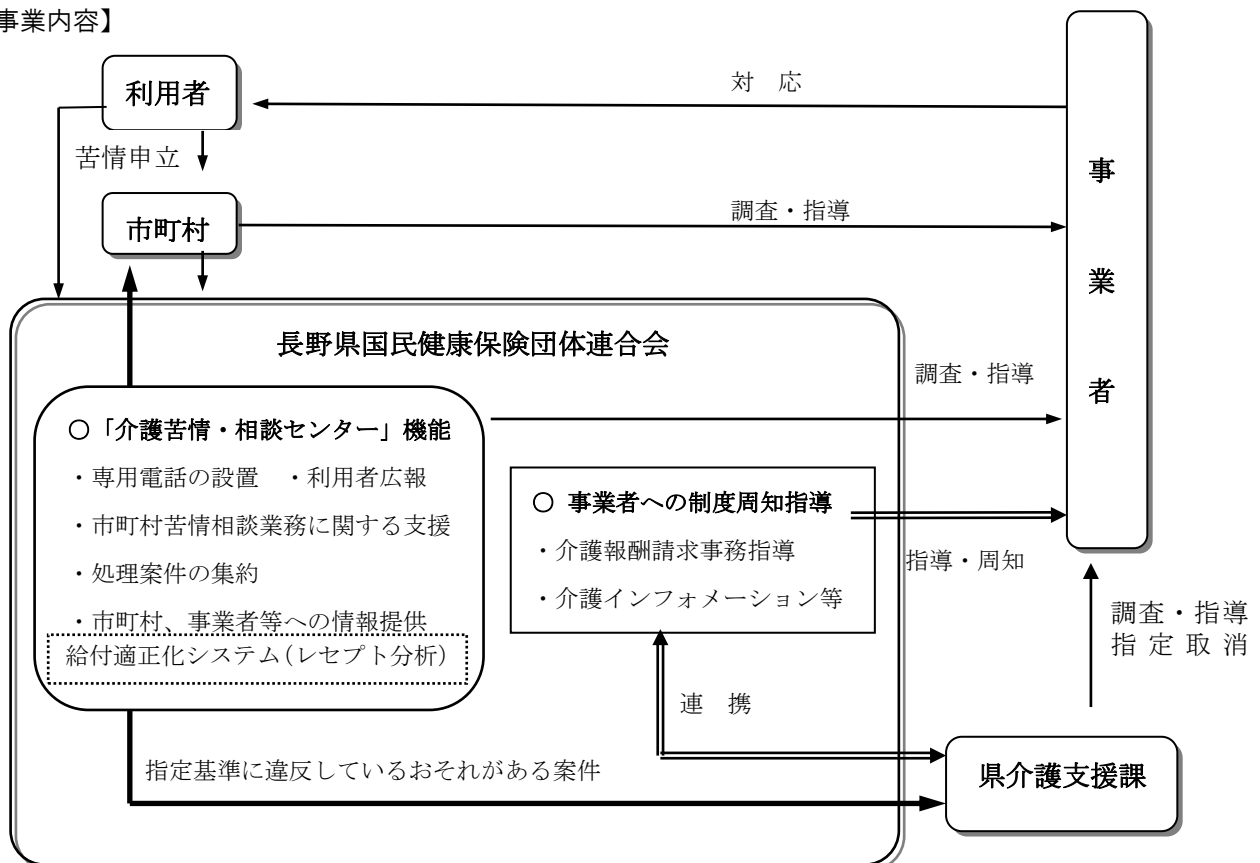 事業内容】
利用者
対 応
苦情申立
市町村
調査・指導
事業者
長野県国民健康保険団体連合会
調査・指導
○「介護苦情・相談センター」機能
・専用電話の設置 ・利用者広報
・市町村苦情相談業務に関する支援
・処理案件の集約
・市町村、事業者等への情報提供
給付適正化システム(レセプト分析)
○ 事業者への制度周知指導
・介護報酬請求事務指導
・介護インフォメーション等
指導・周知
調査・指導
指定取消
連 携
指定基準に違反しているおそれがある案件
県介護支援課